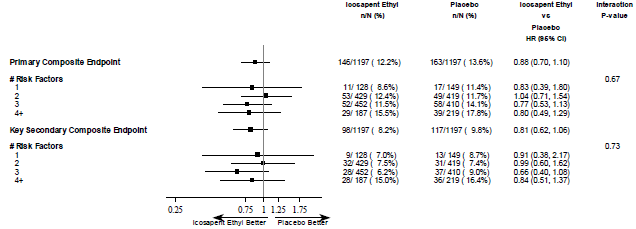 Icosapent Ethyl Placebo Icosapent Ethyl Interaction
n/N (%) n/N (%) vs P-value
Placebo
HR (95% CI)
Primary Composite Endpoint 146/1197 ( 12.2%) 163/1197 ( 13.6%) 0.88 (0.70, 1.10)
# Risk Factors 0.67
1 11/ 128 ( 8.6%) 17/ 149 ( 11.4%) 0.83 (0.39, 1.80)
2 53/ 429 ( 12.4%) 49/ 419 ( 11.7%) 1.04 (0.71, 1.54)
3 52/ 452 ( 11.5%) 58/ 410 ( 14.1%) 0.77 (0.53, 1.13)
4+ 29/ 187 ( 15.5%) 39/ 219 ( 17.8%) 0.80 (0.49, 1.29)
Key Secondary Composite Endpoint 98/1197 ( 8.2%) 117/1197 ( 9.8%) 0.81 (0.62, 1.06)
# Risk Factors 0.73
1 9/ 128 ( 7.0%) 13/ 149 ( 8.7%) 0.91 (0.38, 2.17)
2 32/ 429 ( 7.5%) 31/ 419 ( 7.4%) 0.99 (0.60, 1.62)
3 28/ 452 ( 6.2%) 37/ 410 ( 9.0%) 0.66 (0.40, 1.08)
4+ 28/ 187 ( 15.0%) 36/ 219 ( 16.4%) 0.84 (0.51, 1.37)
0.25 0.75 1 1.25 1.75
Icosapent Ethyl Better Placebo Better